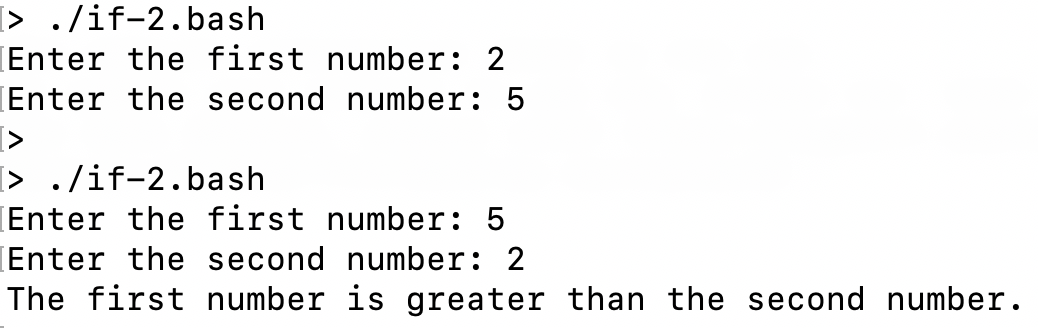 > ./if-2.bash
Enter the first number: 2
Enter the second number: 5
>
> ./if-2.bash
Enter the first number: 5
Enter the second number: 2
The first number is greater than the second number.